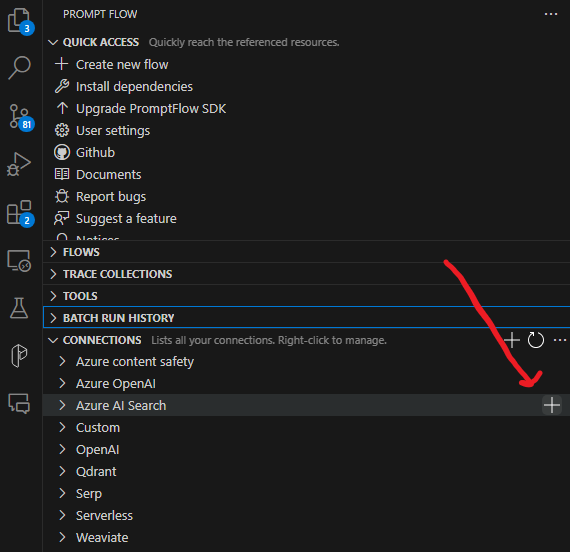 PROMPT FLOW
3
QUICK ACCESS Quickly reach the referenced resources.
Create new flow
Install dependencies
Upgrade PromptFlow SDK
81
User settings
Github
Documents
Report bugs
2
Suggest a feature
Notices
FLOWS
TRACE COLLECTIONS
TOOLS
BATCH RUN HISTORY
CONNECTIONS Lists all your connections. Right-click to manage.
Azure content safety
Azure OpenAI
Azure AI Search
Custom
OpenAI
Qdrant
Serp
Serverless
Weaviate